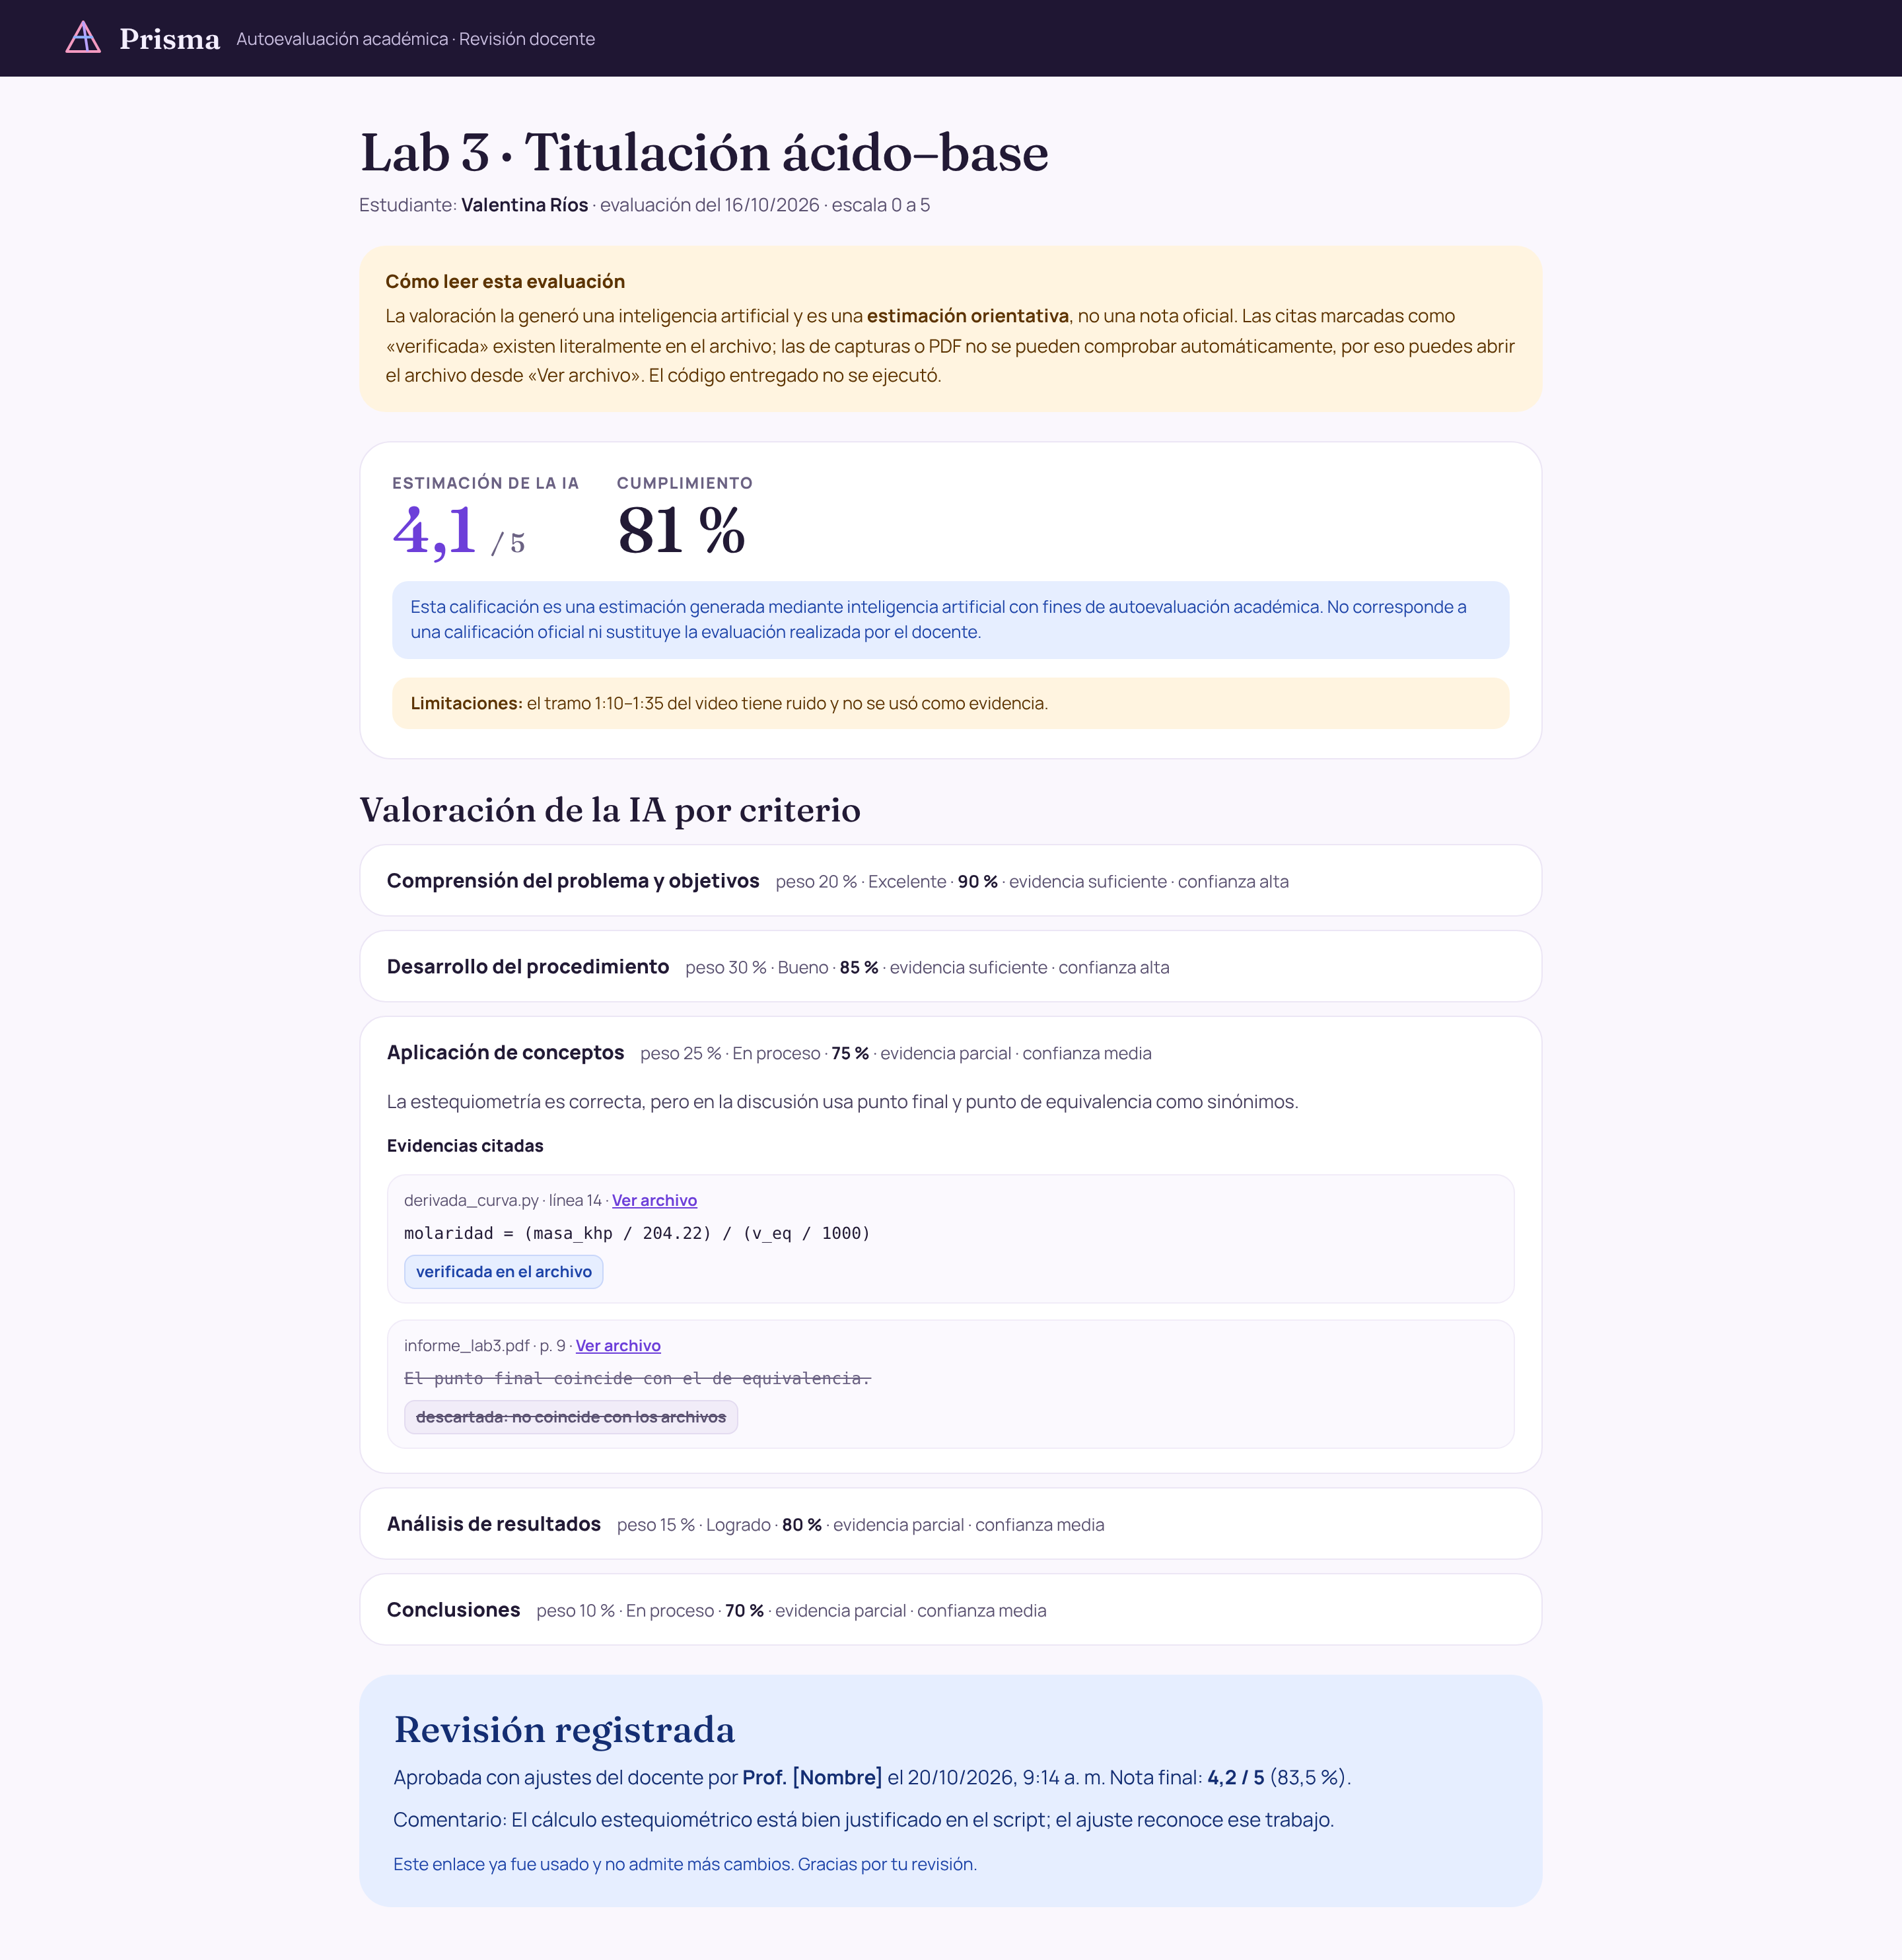 Prisma Autoevaluación académica · Revisión docente
Lab 3 · Titulación ácido–base
Estudiante: Valentina Ríos · evaluación del 16/10/2026 · escala 0 a 5
Cómo leer esta evaluación
La valoración la generó una inteligencia artificial y es una estimación orientativa, no una nota oficial. Las citas marcadas como
«verificada» existen literalmente en el archivo; las de capturas o PDF no se pueden comprobar automáticamente, por eso puedes abrir
el archivo desde «Ver archivo». El código entregado no se ejecutó.
ESTIMACIÓN DE LA IA CUMPLIMIENTO
4,1 / 5 81 %
Esta calificación es una estimación generada mediante inteligencia artificial con fines de autoevaluación académica. No corresponde a
una calificación oficial ni sustituye la evaluación realizada por el docente.
Limitaciones: el tramo 1:10–1:35 del video tiene ruido y no se usó como evidencia.
Valoración de la IA por criterio
Comprensión del problema y objetivos peso 20 % · Excelente · 90 % · evidencia suficiente · confianza alta
Desarrollo del procedimiento peso 30 % · Bueno · 85 % · evidencia suficiente · confianza alta
Aplicación de conceptos peso 25 % · En proceso · 75 % · evidencia parcial · confianza media
La estequiometría es correcta, pero en la discusión usa punto final y punto de equivalencia como sinónimos.
Evidencias citadas
derivada_curva.py · línea 14 · Ver archivo
molaridad = (masa_khp / 204.22) / (v_eq / 1000)
verificada en el archivo
informe_lab3.pdf · p. 9 · Ver archivo
El punto final coincide con el de equivalencia.
descartada: no coincide con los archivos
Análisis de resultados peso 15 % · Logrado · 80 % · evidencia parcial · confianza media
Conclusiones peso 10 % · En proceso · 70 % · evidencia parcial · confianza media
Revisión registrada
Aprobada con ajustes del docente por Prof. [Nombre] el 20/10/2026, 9:14 a. m. Nota final: 4,2 / 5 (83,5 %).
Comentario: El cálculo estequiométrico está bien justificado en el script; el ajuste reconoce ese trabajo.
Este enlace ya fue usado y no admite más cambios. Gracias por tu revisión.